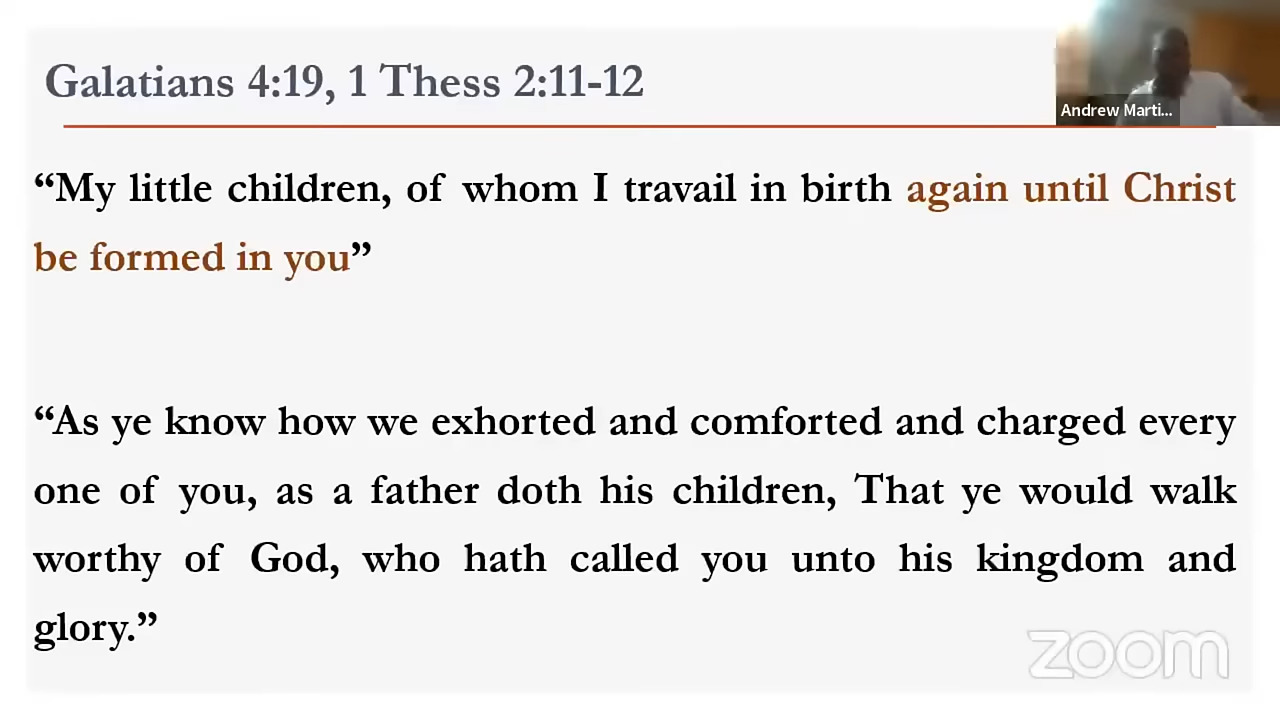 Galatians 4:19, 1 Thess 2:11-12
Andrew Marti...
“My little children, of whom I travail in birth again until Christ
be formed in you”
“As ye know how we exhorted and comforted and charged every
one of you, as a father doth his children, That ye would walk
worthy of God, who hath called you unto his kingdom and
glory.”
zoom